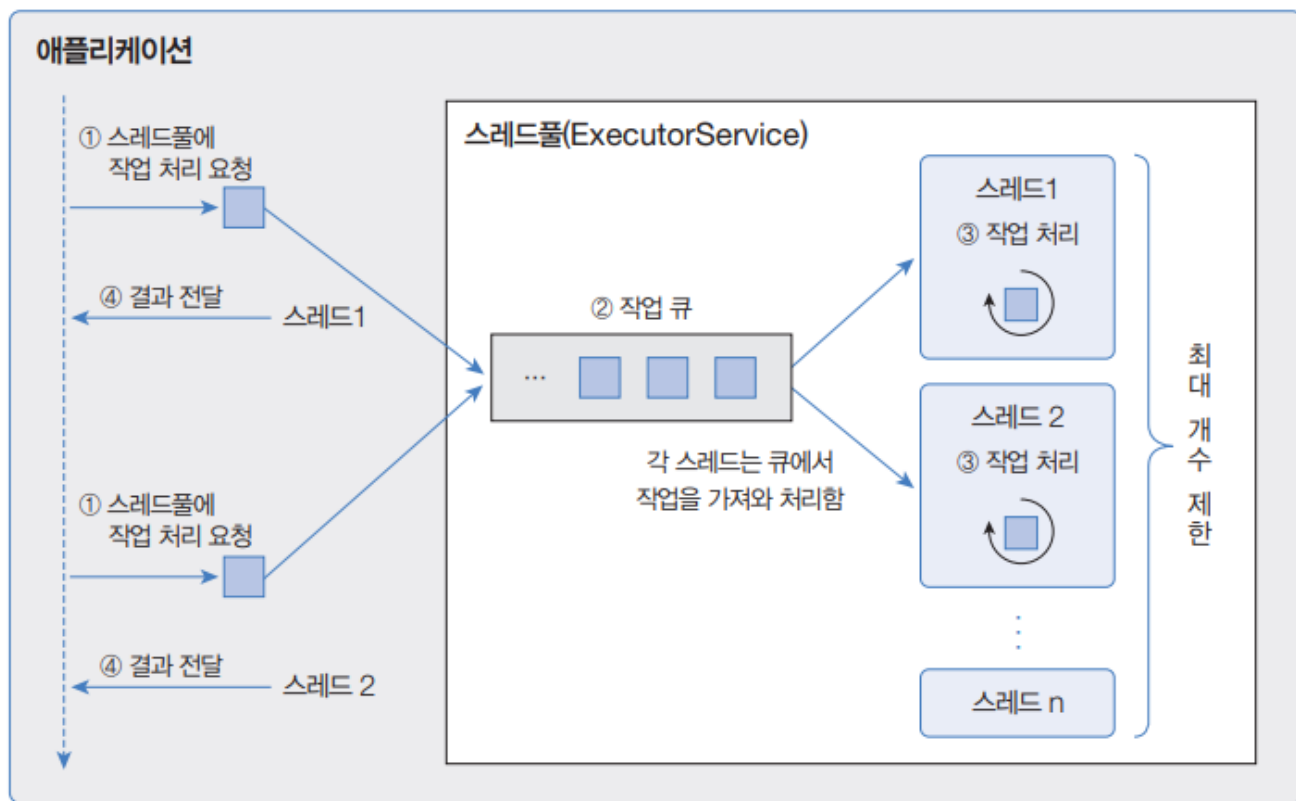 애플리케이션
① 스레드풀에
작업 처리 요청
④ 결과 전달
스레드1
① 스레드풀에
작업 처리 요청
④ 결과 전달
스레드 2
스레드풀(ExecutorService)
② 작업 큐
...
각 스레드는 큐에서
작업을 가져와 처리함
스레드1
③ 작업 처리
스레드 2
③ 작업 처리
⋮
스레드 n
최대 개수 제한